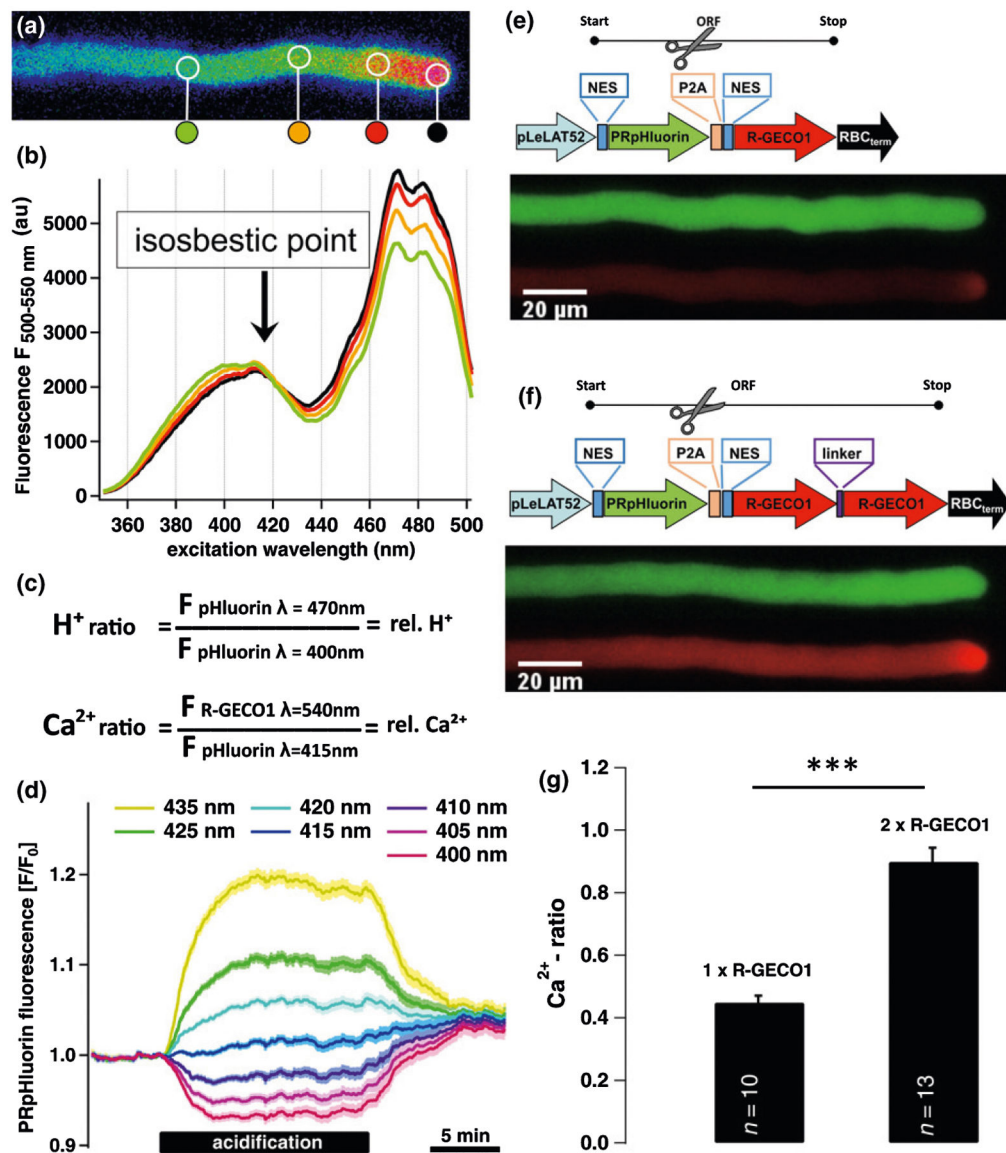 (a)
(b)
Fluorescence F 500-550 nm (au)
5000
4000
3000
2000
1000
0
isosbestic point
360 380 400 420 440 460 480 500
excitation wavelength (nm)
(c)
H+ ratio = F pHluorin λ = 470nm / F pHluorin λ = 400nm = rel. H+
Ca2+ ratio = F R-GECO1 λ=540nm / F pHluorin λ=415nm = rel. Ca2+
(d)
PRpHluorin fluorescence [F/F0]
435 nm 420 nm 410 nm
425 nm 415 nm 405 nm
400 nm
1.2
1.1
1.0
0.9
acidification
5 min
(e)
Start ORF Stop
NES P2A NES
pLeLAT52 PRpHluorin R-GECO1 RBCterm
20 µm
(f)
Start ORF Stop
NES P2A NES linker
pLeLAT52 PRpHluorin R-GECO1 R-GECO1 RBCterm
20 µm
(g)
Ca2+ - ratio
1.2
1.0
0.8
0.6
0.4
0.2
0.0
***
2 x R-GECO1
1 x R-GECO1
n = 10
n = 13